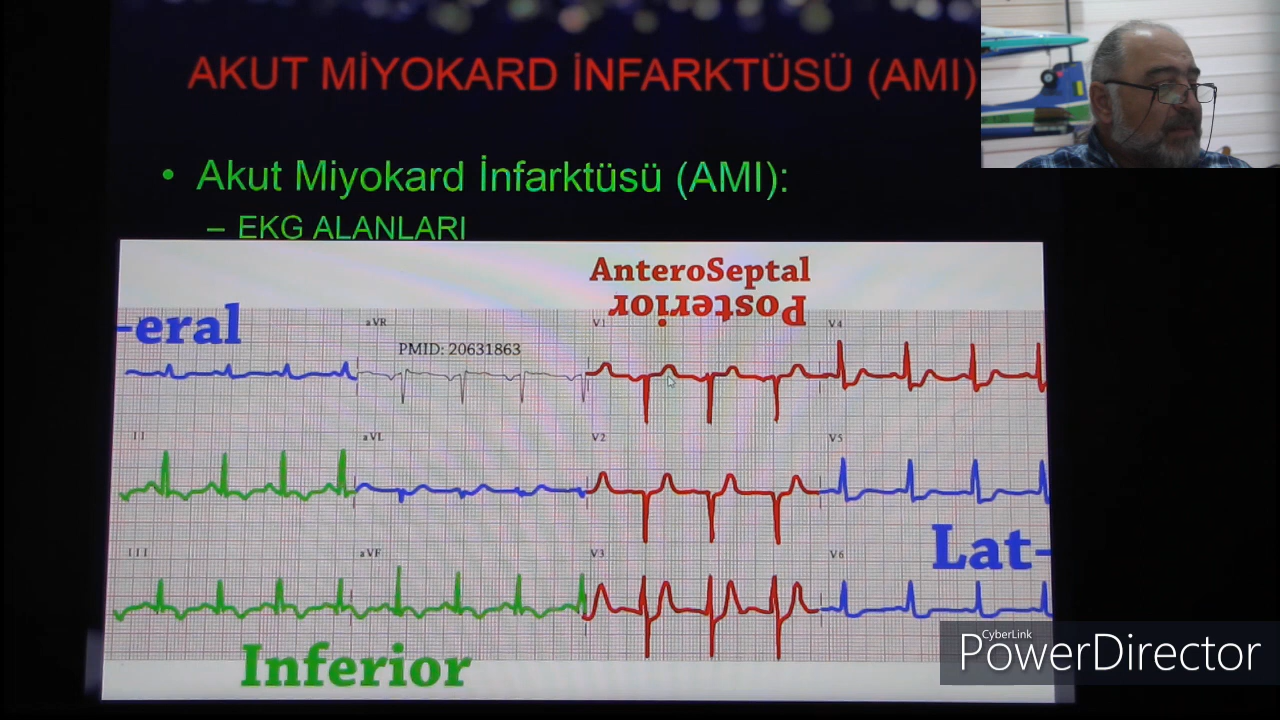 AKUT MİYOKARD İNFARKTÜSÜ (AMI)
• Akut Miyokard İnfarktüsü (AMI):
– EKG ALANLARI
AnteroSeptal
Posterior
-eral
aVR
V1
V4
PMID: 20631863
II
aVL
V2
V5
Lat-
III
aVF
V3
V6
Inferior
CyberLink
PowerDirector